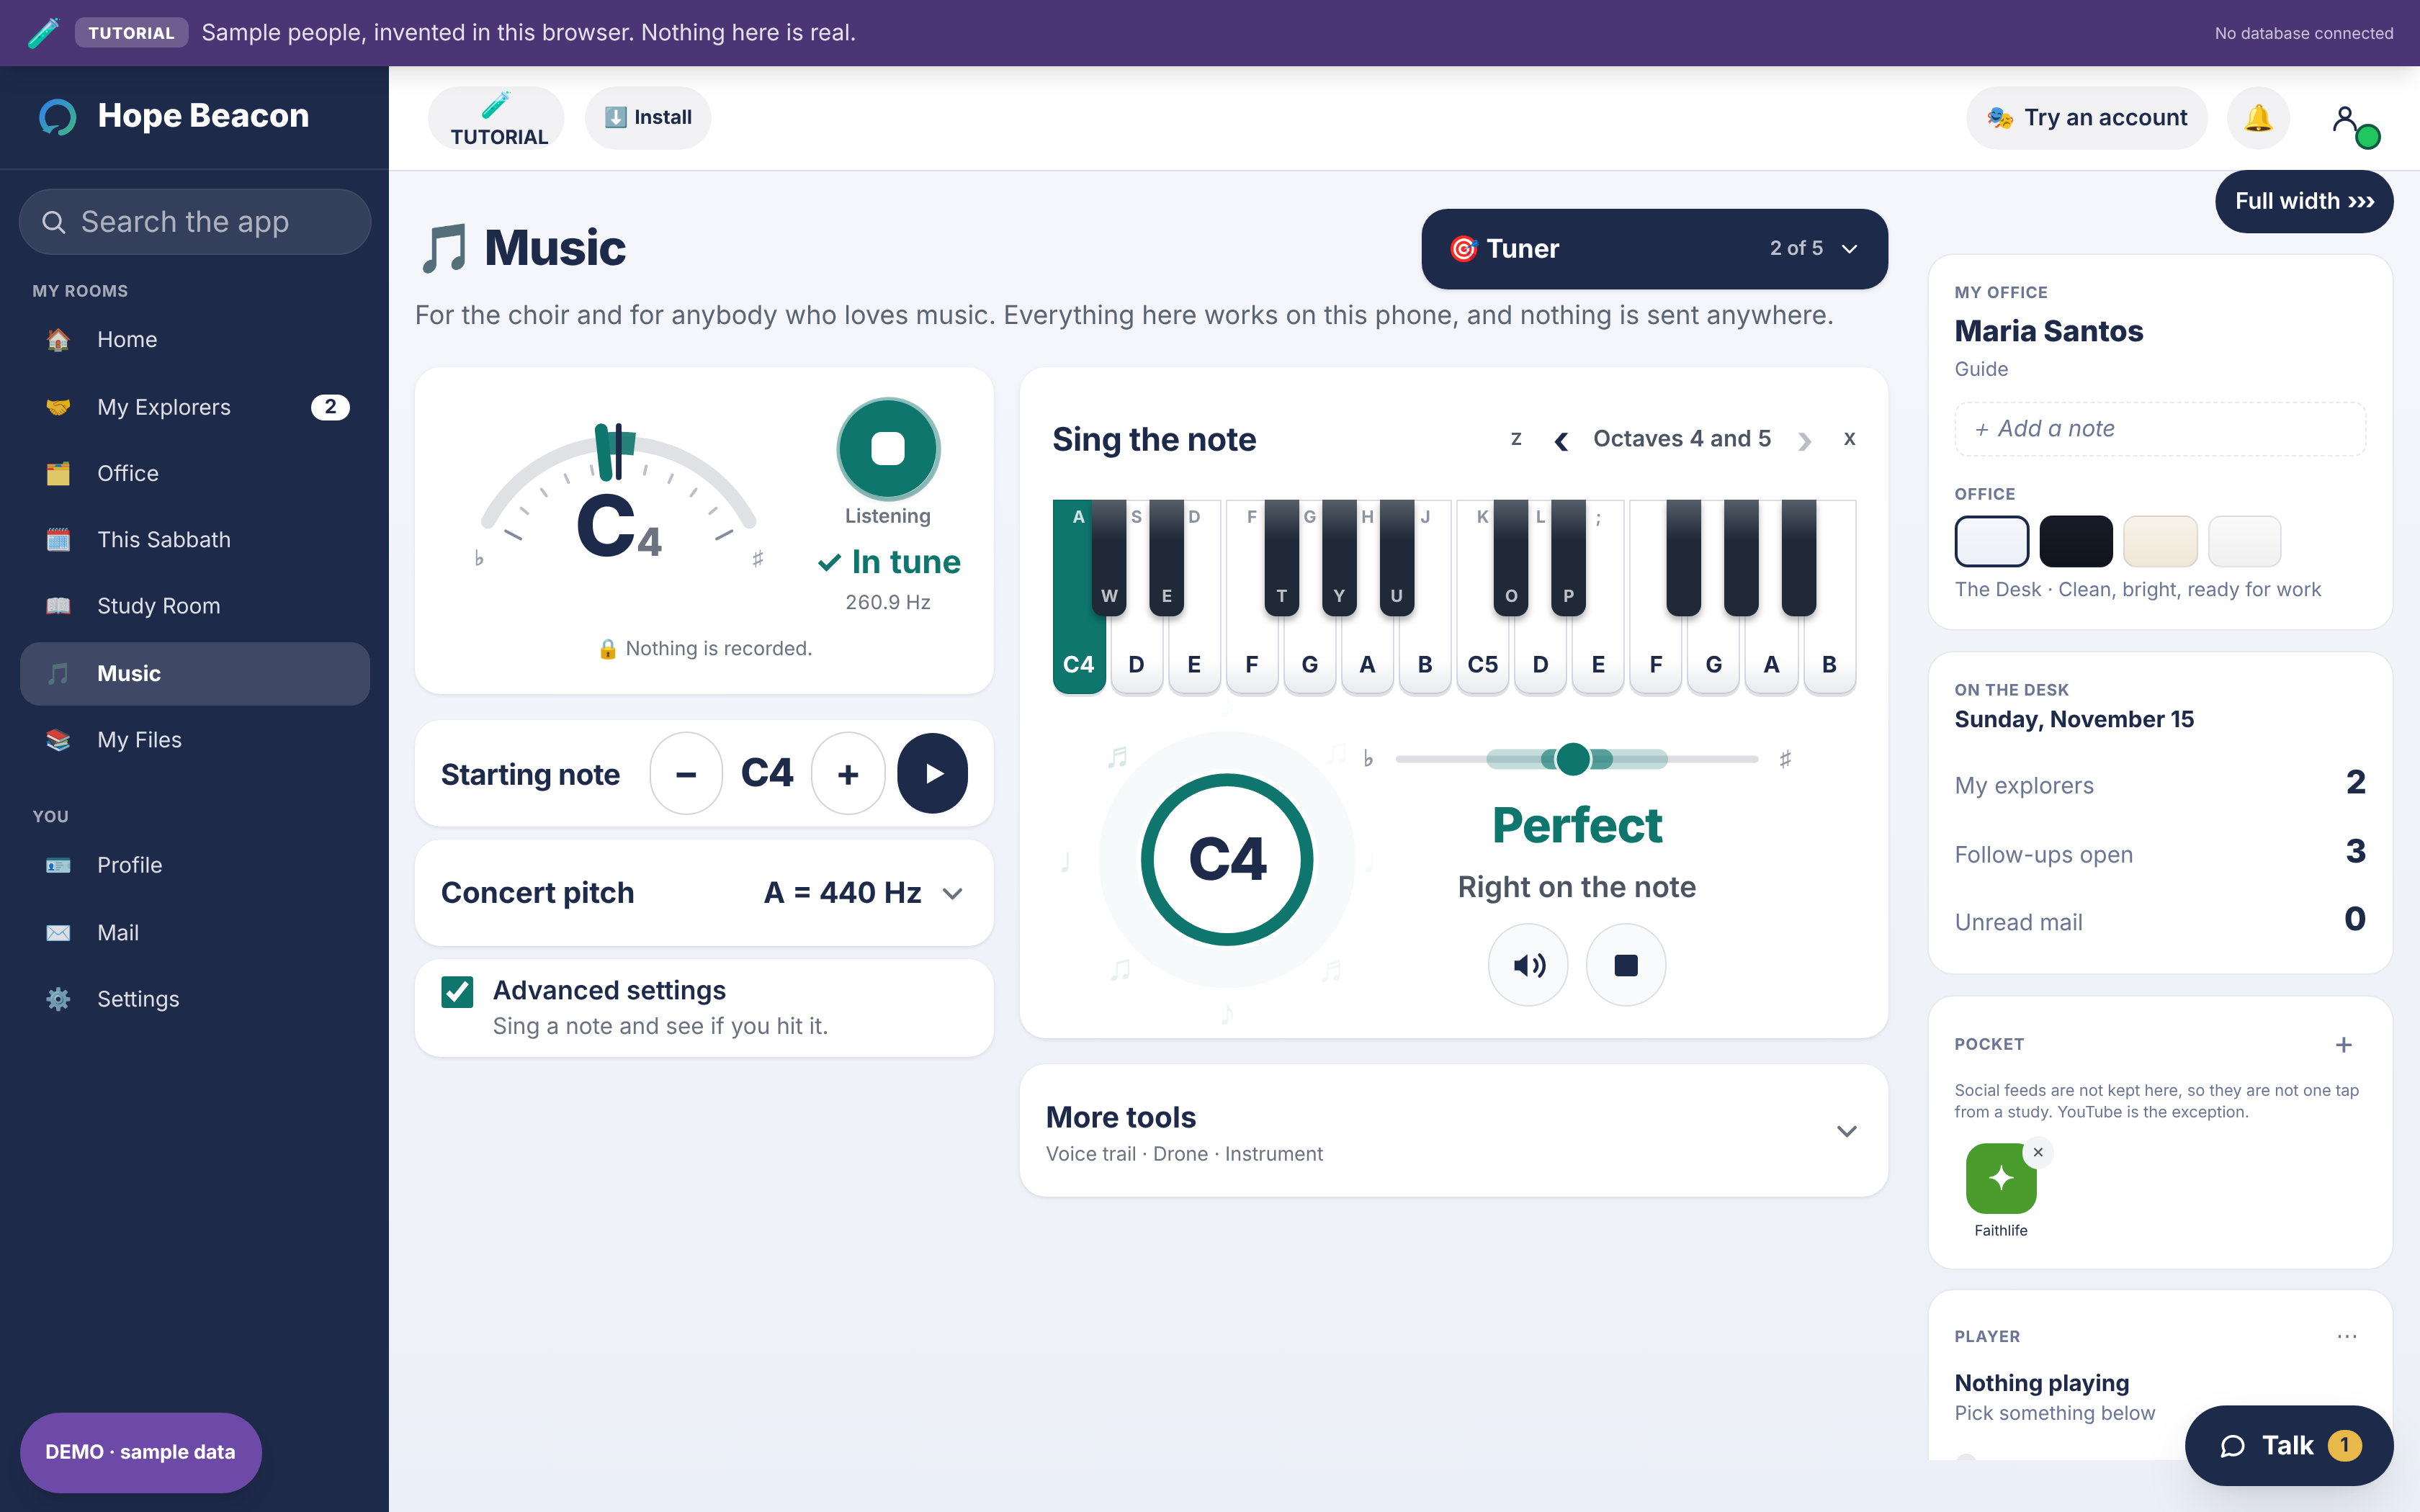 TUTORIAL Sample people, invented in this browser. Nothing here is real.
No database connected
Hope Beacon
Search the app
MY ROOMS
Home
My Explorers 2
Office
This Sabbath
Study Room
Music
My Files
YOU
Profile
Mail
Settings
DEMO · sample data
TUTORIAL
Install
Try an account
Full width ›››
Music
Tuner 2 of 5
For the choir and for anybody who loves music. Everything here works on this phone, and nothing is sent anywhere.
C4
♭ ♯
Listening
✓ In tune
260.9 Hz
Nothing is recorded.
Starting note − C4 +
Concert pitch A = 440 Hz
Advanced settings
Sing a note and see if you hit it.
Sing the note
Z ‹ Octaves 4 and 5 › X
A S D F G H J K L ;
W E T Y U O P
C4 D E F G A B C5 D E F G A B
♭ ♯
C4
Perfect
Right on the note
More tools
Voice trail · Drone · Instrument
MY OFFICE
Maria Santos
Guide
+ Add a note
OFFICE
The Desk · Clean, bright, ready for work
ON THE DESK
Sunday, November 15
My explorers 2
Follow-ups open 3
Unread mail 0
POCKET +
Social feeds are not kept here, so they are not one tap
from a study. YouTube is the exception.
×
Faithlife
PLAYER ···
Nothing playing
Pick something below
Talk 1